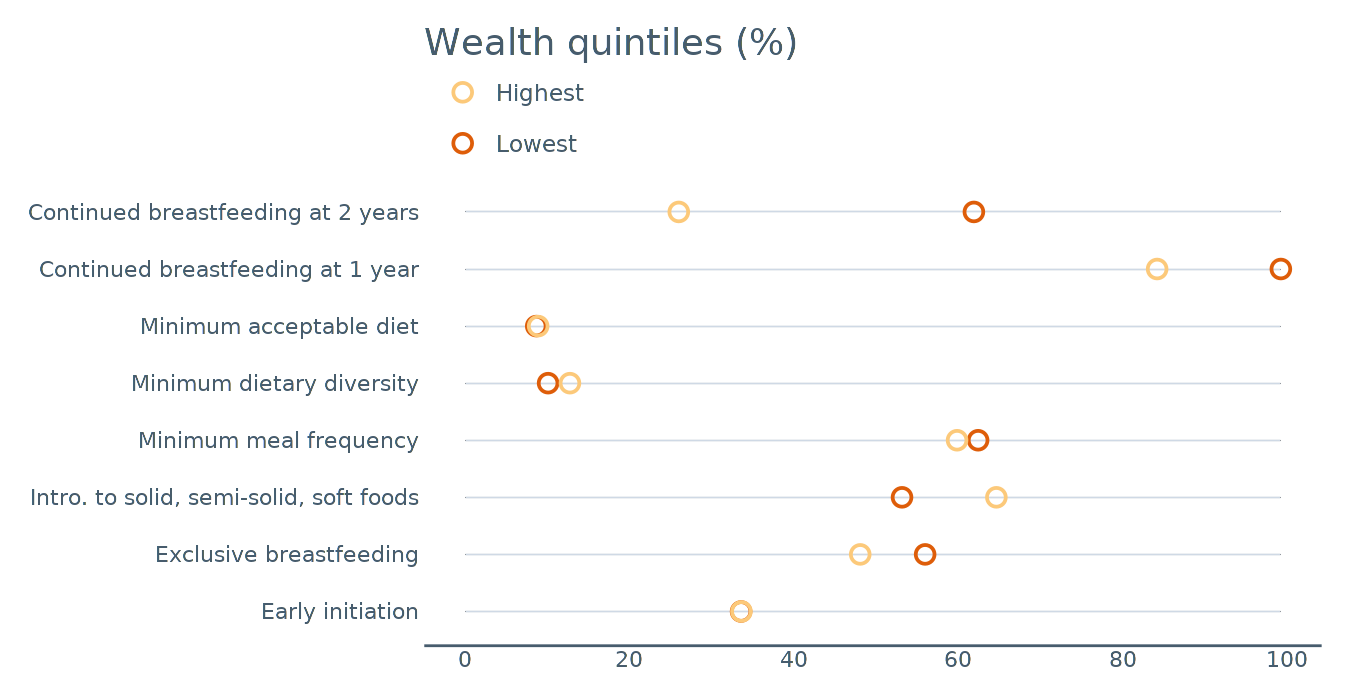 Wealth quintiles (%)
Highest
Lowest
Continued breastfeeding at 2 years
Continued breastfeeding at 1 year
Minimum acceptable diet
Minimum dietary diversity
Minimum meal frequency
Intro. to solid, semi-solid, soft foods
Exclusive breastfeeding
Early initiation
0 20 40 60 80 100